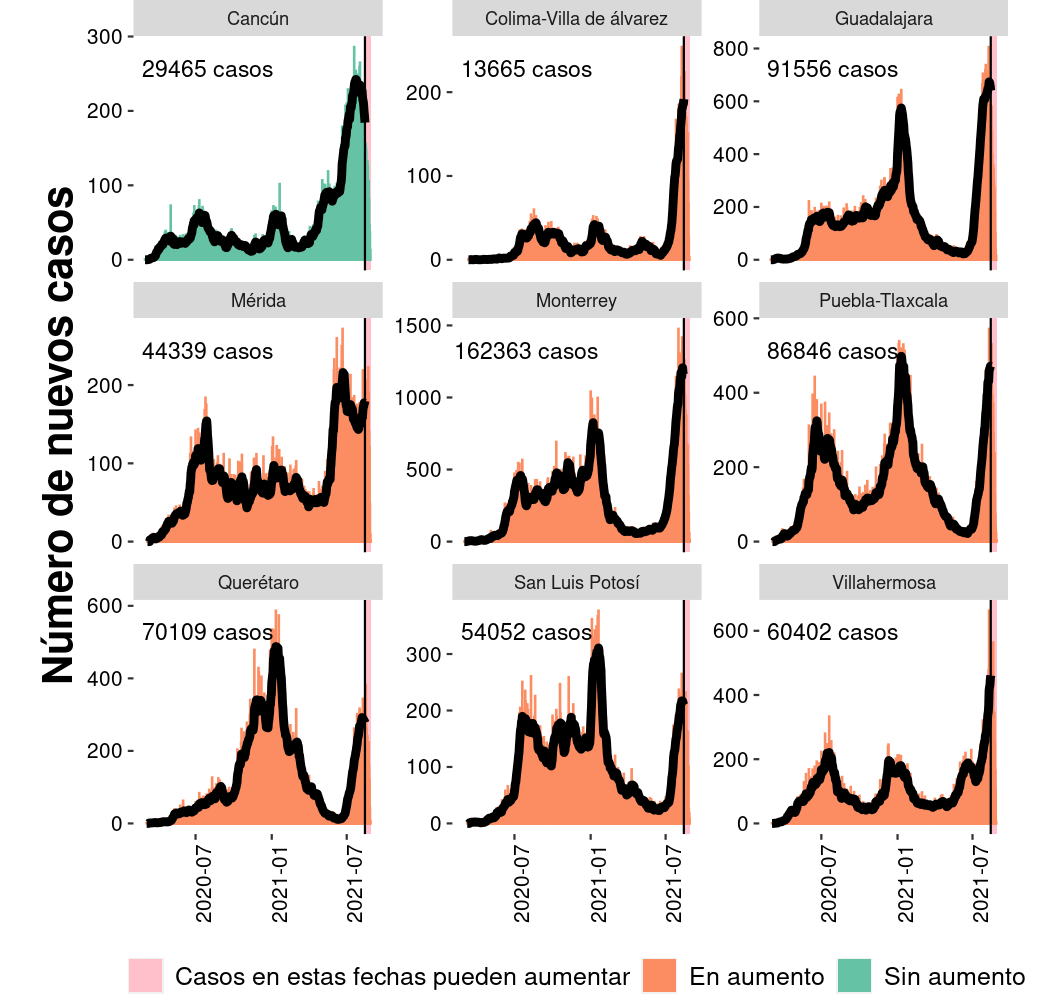 Número de nuevos casos
Cancún
Colima-Villa de álvarez
Guadalajara
300
200
100
0
29465 casos
200
100
0
13665 casos
800
600
400
200
0
91556 casos
Mérida
Monterrey
Puebla-Tlaxcala
200
100
0
44339 casos
1500
1000
500
0
162363 casos
600
400
200
0
86846 casos
Querétaro
San Luis Potosí
Villahermosa
600
400
200
0
70109 casos
300
200
100
0
54052 casos
600
400
200
0
60402 casos
2020-07
2021-01
2021-07
2020-07
2021-01
2021-07
2020-07
2021-01
2021-07
Casos en estas fechas pueden aumentar
En aumento
Sin aumento